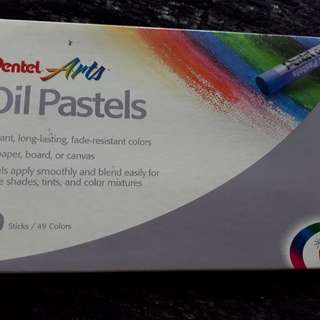 Pentel Arts
Oil Pastels
ant, long-lasting, fade-resistant colors
paper, board, or canvas
els apply smoothly and blend easily for
e shades, tints, and color mixtures
Sticks / 49 Colors